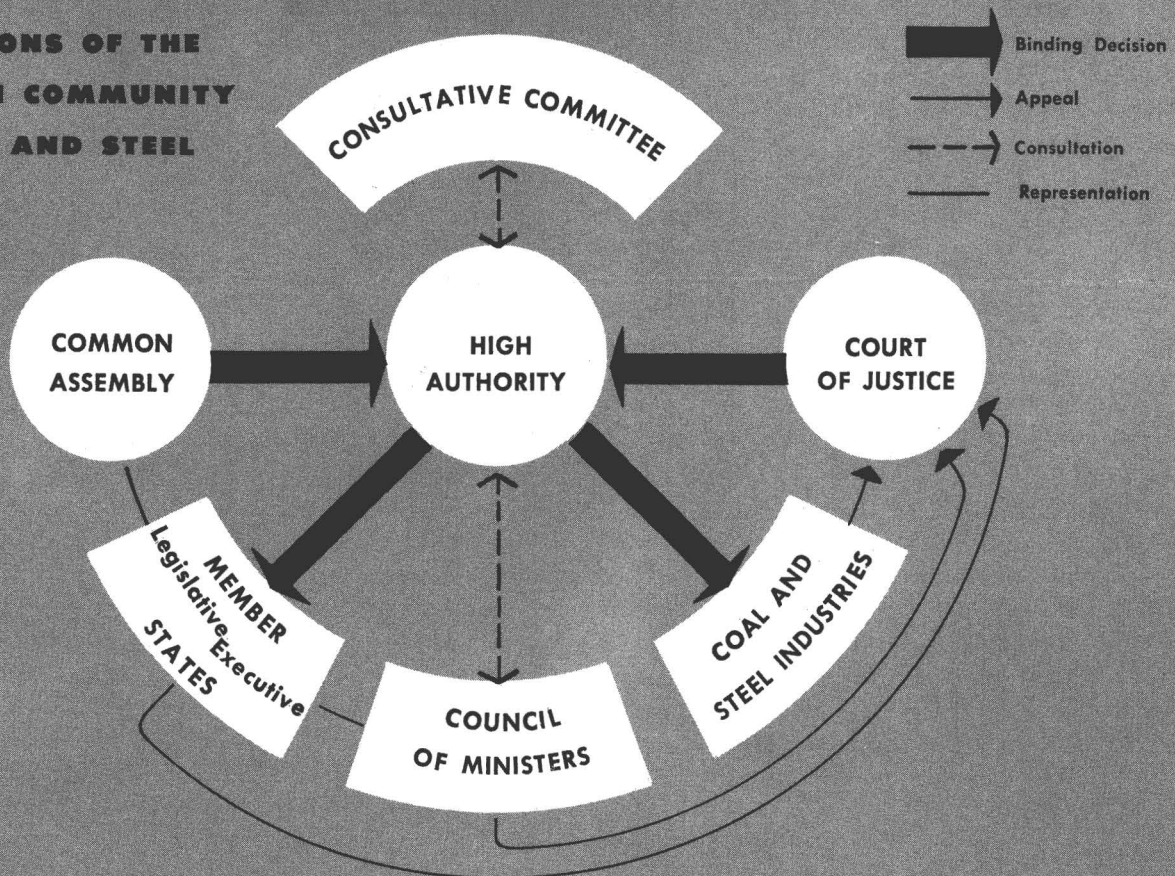 ONS OF THE
COMMUNITY
AND STEEL
Binding Decision
Appeal
Consultation
Representation
CONSULTATIVE COMMITTEE
COMMON
ASSEMBLY
HIGH
AUTHORITY
COURT
OF JUSTICE
MEMBER
Legislative Executive
STATES
COUNCIL
OF MINISTERS
COAL AND
STEEL INDUSTRIES